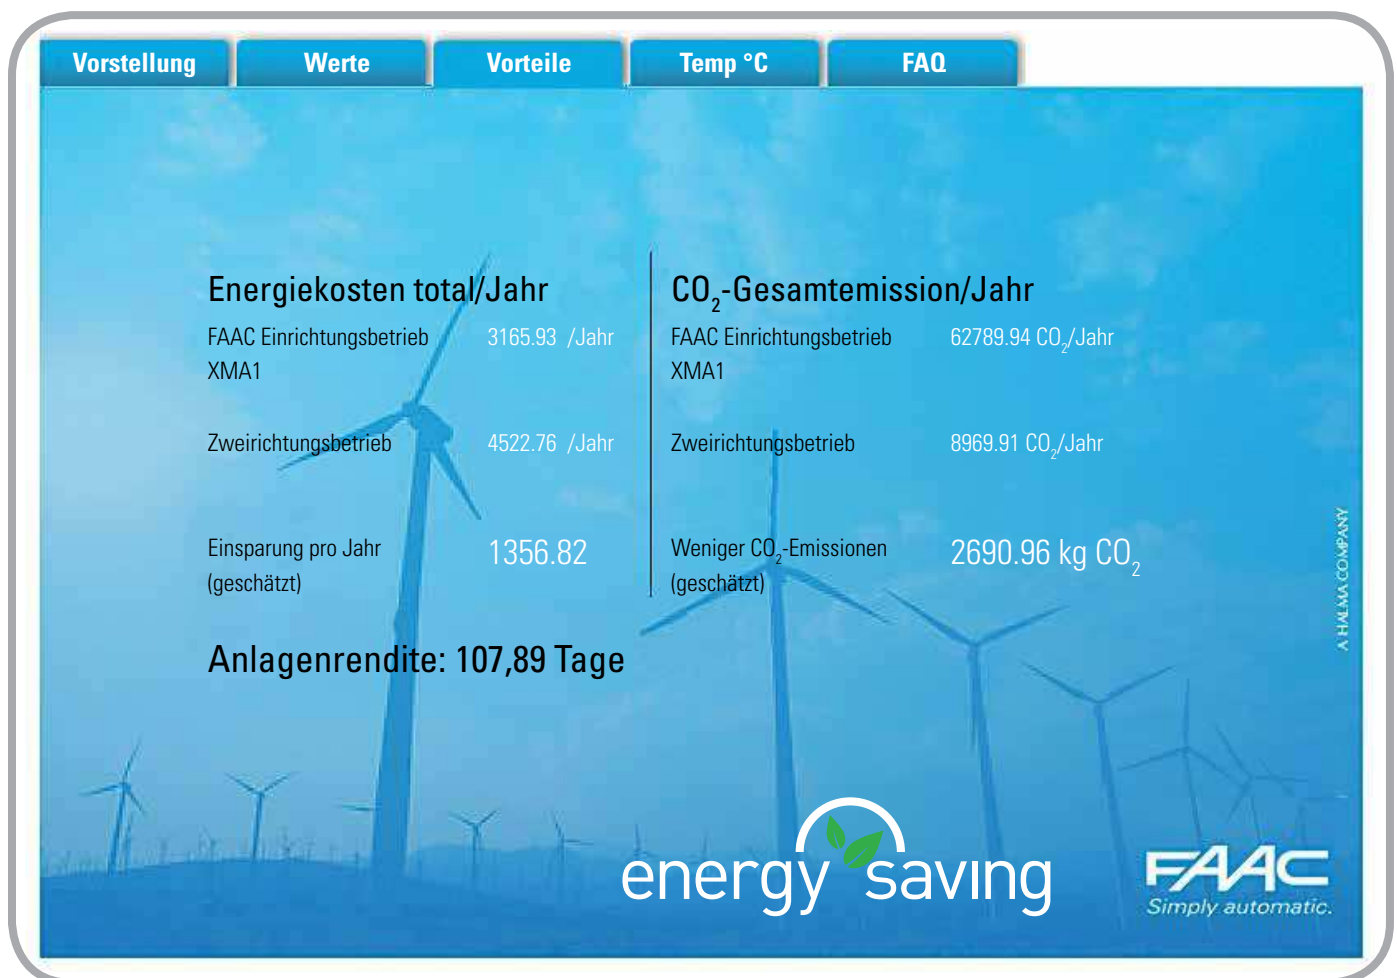 Vorstellung
Werte
Vorteile
Temp °C
FAQ
Energiekosten total/Jahr
FAAC Einrichtungsbetrieb 3165.93 /Jahr
XMA1
Zweirichtungsbetrieb 4522.76 /Jahr
Einsparung pro Jahr 1356.82
(geschätzt)
CO₂-Gesamtemission/Jahr
FAAC Einrichtungsbetrieb 62789.94 CO₂/Jahr
XMA1
Zweirichtungsbetrieb 8969.91 CO₂/Jahr
Weniger CO₂-Emissionen 2690.96 kg CO₂
(geschätzt)
Anlagenrendite: 107,89 Tage
A HALMA COMPANY
energy saving
FAAC
Simply automatic.